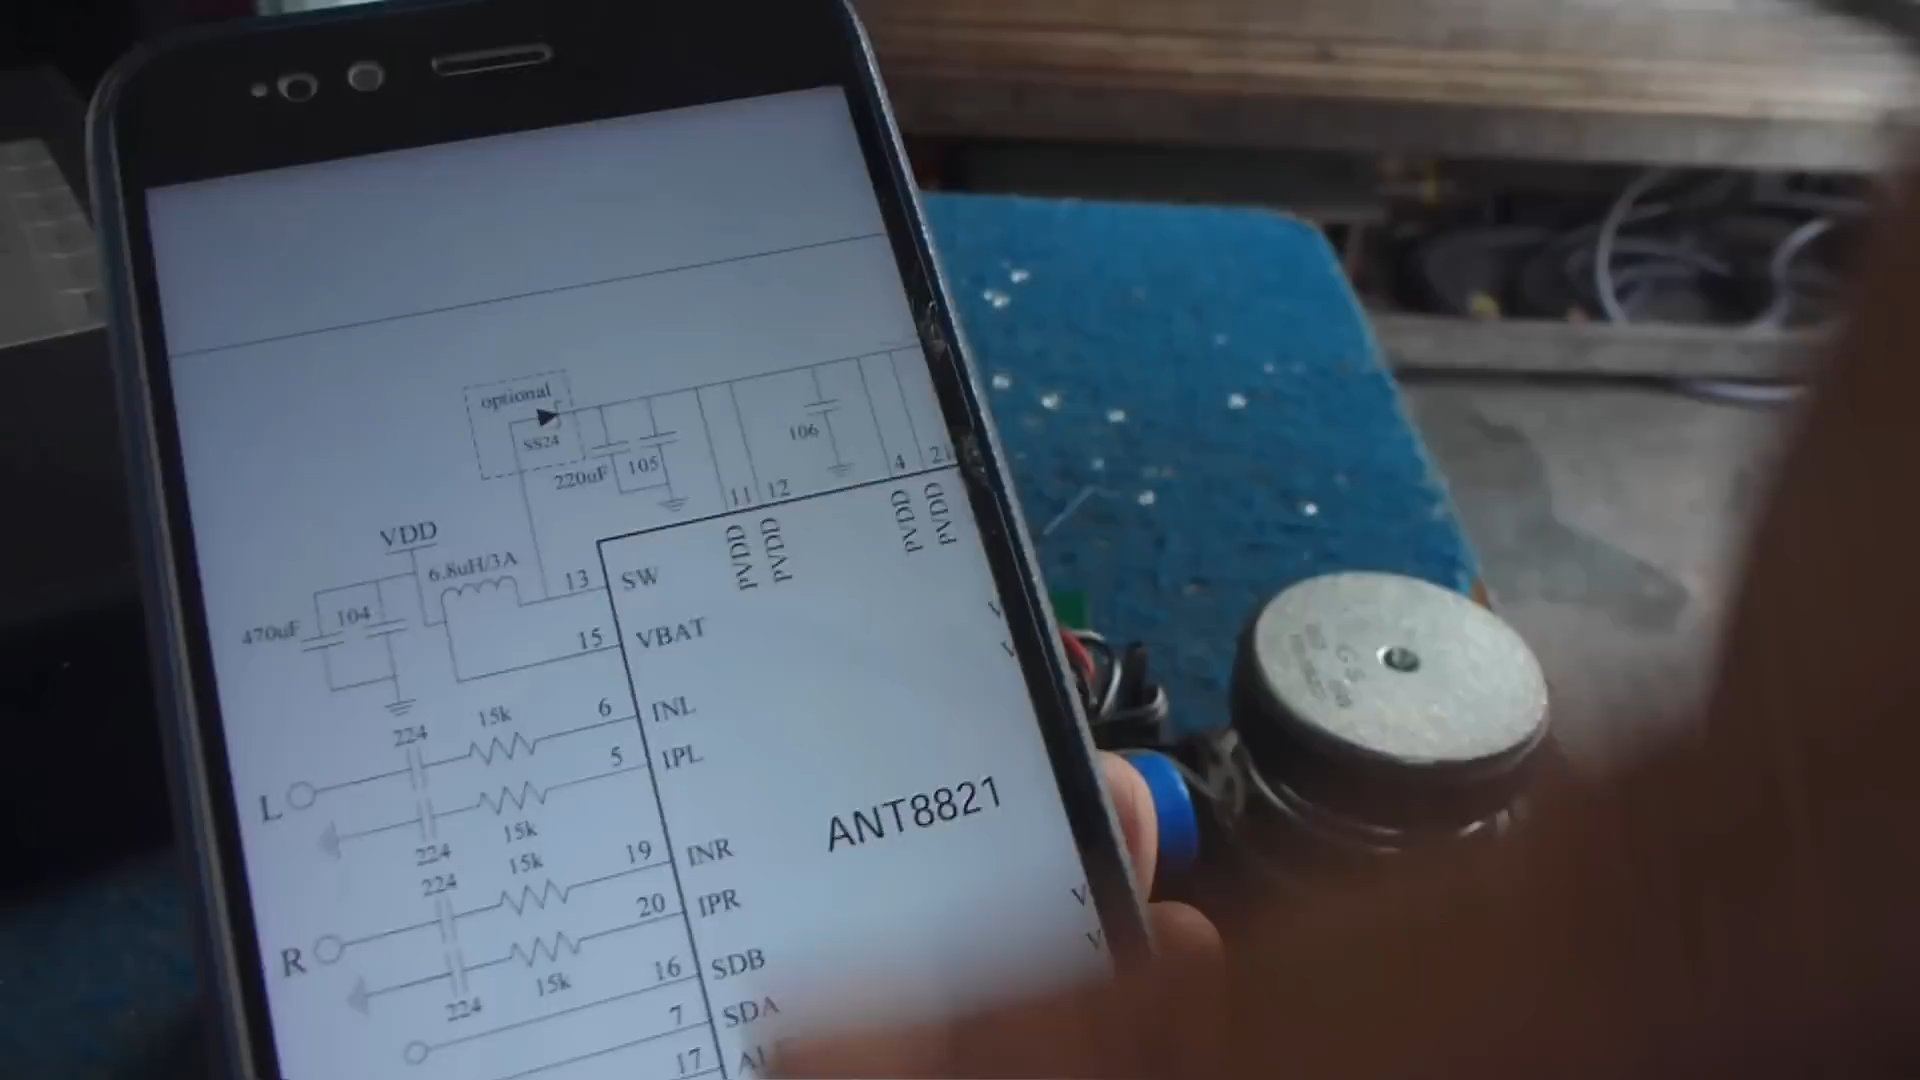 optional
SS24
220uF
105
106
11
12
4
21
PVDD
PVDD
PVDD
PVDD
VDD
6.8uH/3A
470uF
104
13
SW
15
VBAT
224
15k
6
INL
L
5
IPL
15k
224
ANT8821
224
15k
19
INR
R
20
IPR
15k
224
16
SDB
7
SDA
17